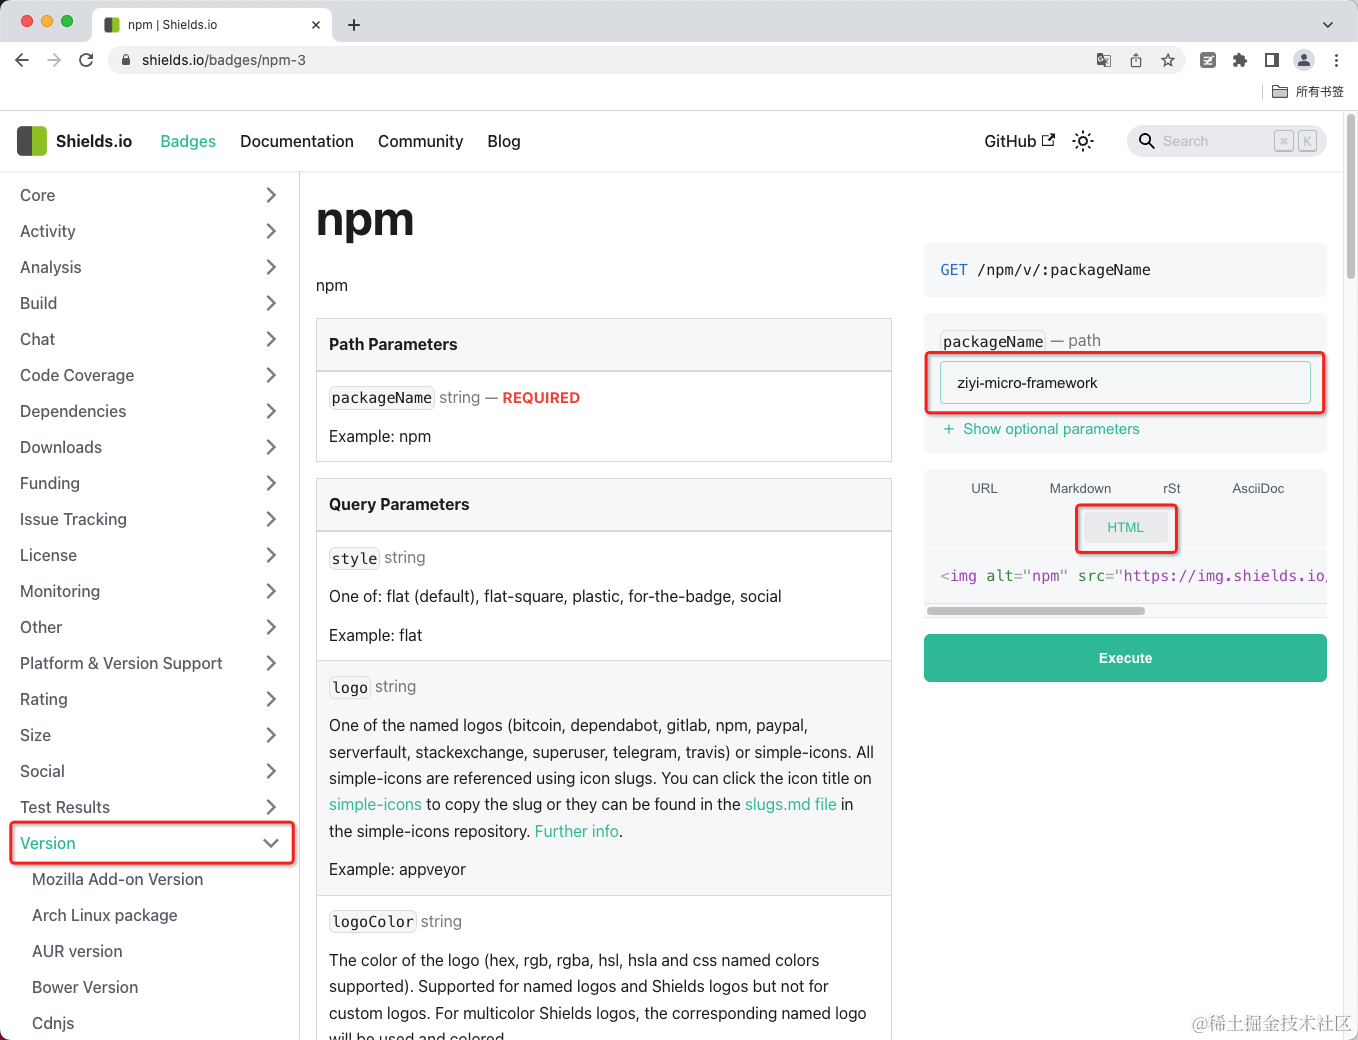 npm | Shields.io
shields.io/badges/npm-3
所有书签
Shields.io
Badges
Documentation
Community
Blog
GitHub
Search
⌘ K
Core
Activity
Analysis
Build
Chat
Code Coverage
Dependencies
Downloads
Funding
Issue Tracking
License
Monitoring
Other
Platform & Version Support
Rating
Size
Social
Test Results
Version
Mozilla Add-on Version
Arch Linux package
AUR version
Bower Version
Cdnjs
npm
npm
Path Parameters
packageName string — REQUIRED
Example: npm
Query Parameters
style string
One of: flat (default), flat-square, plastic, for-the-badge, social
Example: flat
logo string
One of the named logos (bitcoin, dependabot, gitlab, npm, paypal,
serverfault, stackexchange, superuser, telegram, travis) or simple-icons. All
simple-icons are referenced using icon slugs. You can click the icon title on
simple-icons to copy the slug or they can be found in the slugs.md file in
the simple-icons repository. Further info.
Example: appveyor
logoColor string
The color of the logo (hex, rgb, rgba, hsl, hsla and css named colors
supported). Supported for named logos and Shields logos but not for
custom logos. For multicolor Shields logos, the corresponding named logo
will be used and colored.
GET /npm/v/:packageName
packageName — path
ziyi-micro-framework
+ Show optional parameters
URL
Markdown
rSt
AsciiDoc
HTML
<img alt="npm" src="https://img.shields.io/
Execute
@稀土掘金技术社区